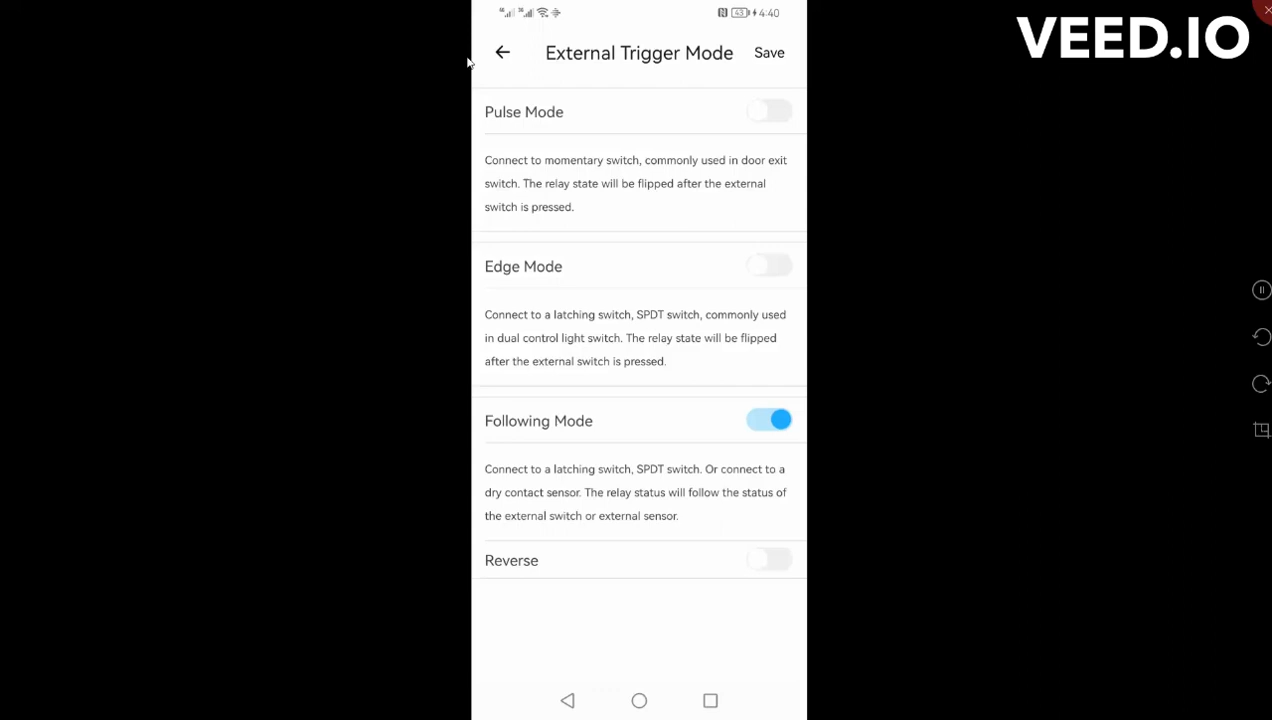 4:40
43
VEED.IO
External Trigger Mode
Save
Pulse Mode
Connect to momentary switch, commonly used in door exit
switch. The relay state will be flipped after the external
switch is pressed.
Edge Mode
Connect to a latching switch, SPDT switch, commonly used
in dual control light switch. The relay state will be flipped
after the external switch is pressed.
Following Mode
Connect to a latching switch, SPDT switch. Or connect to a
dry contact sensor. The relay status will follow the status of
the external switch or external sensor.
Reverse